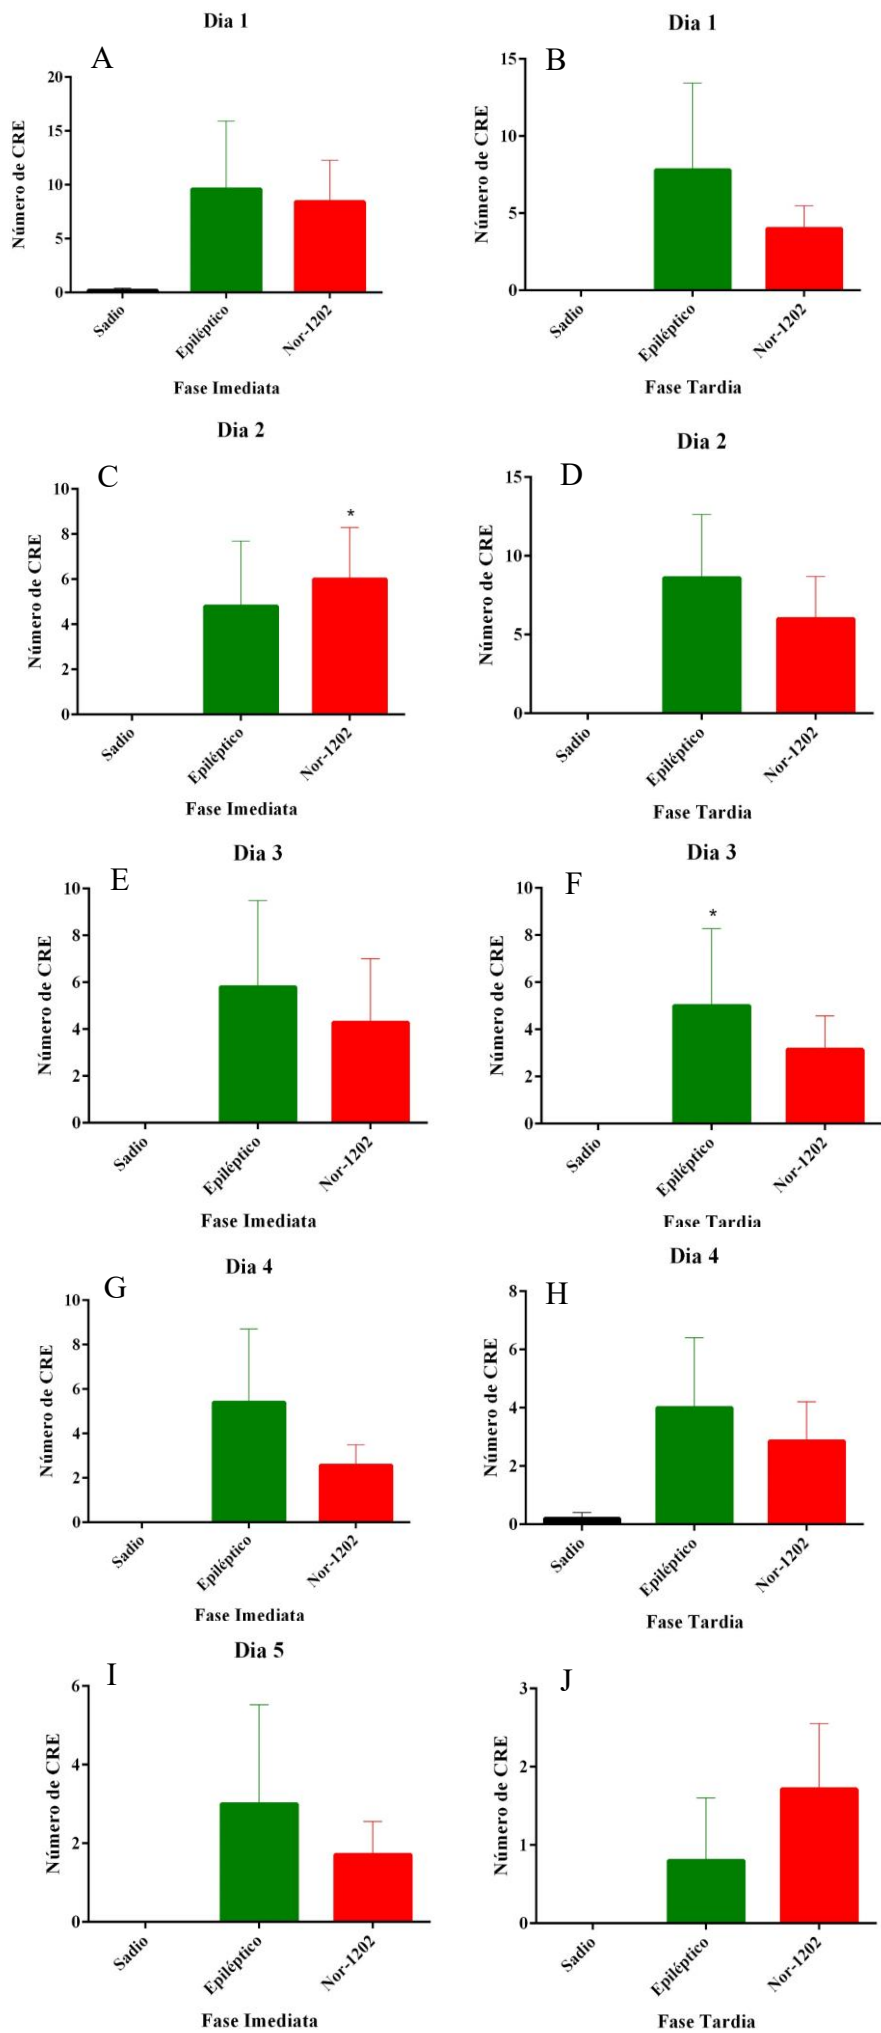 Dia 1
A
20
15
10
5
0
Número de CRE
Sadio
Epiléptico
Nor-1202
Fase Imediata
Dia 1
B
15
10
5
0
Número de CRE
Sadio
Epiléptico
Nor-1202
Fase Tardia
Dia 2
C
10
8
6
4
2
0
Número de CRE
*
Sadio
Epiléptico
Nor-1202
Fase Imediata
Dia 2
D
15
10
5
0
Número de CRE
Sadio
Epiléptico
Nor-1202
Fase Tardia
Dia 3
E
10
8
6
4
2
0
Número de CRE
Sadio
Epiléptico
Nor-1202
Fase Imediata
Dia 3
F
10
8
6
4
2
0
Número de CRE
*
Sadio
Epiléptico
Nor-1202
Fase Tardia
Dia 4
G
10
8
6
4
2
0
Número de CRE
Sadio
Epiléptico
Nor-1202
Fase Imediata
Dia 4
H
8
6
4
2
0
Número de CRE
Sadio
Epiléptico
Nor-1202
Fase Tardia
Dia 5
I
6
4
2
0
Número de CRE
Sadio
Epiléptico
Nor-1202
Fase Imediata
J
3
2
1
0
Número de CRE
Sadio
Epiléptico
Nor-1202
Fase Tardia